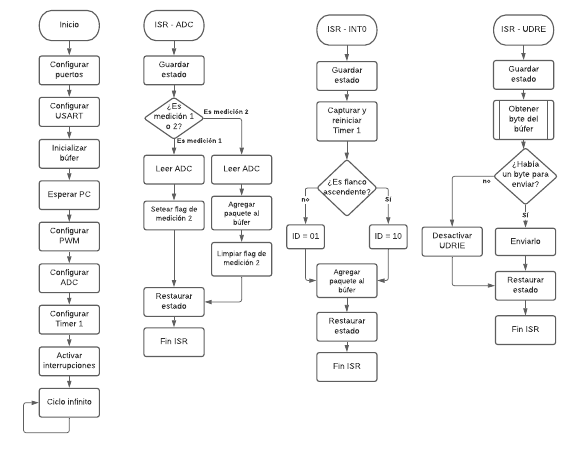 Inicio
Configurar
puertos
Configurar
USART
Inicializar
búfer
Esperar PC
Configurar
PWM
Configurar
ADC
Configurar
Timer 1
Activar
interrupciones
Ciclo infinito
ISR - ADC
Guardar
estado
¿Es
medición 1
o 2?
Es medición 2
Es medición 1
Leer ADC
Leer ADC
Setear flag de
medición 2
Agregar
paquete al
búfer
Limpiar flag de
medición 2
Restaurar
estado
Fin ISR
ISR - INT0
Guardar
estado
Capturar y
reiniciar
Timer 1
¿Es flanco
ascendente?
no
Sí
ID = 01
ID = 10
Agregar
paquete al
búfer
Restaurar
estado
Fin ISR
ISR - UDRE
Guardar
estado
Obtener
byte del
búfer
¿Había
un byte para
enviar?
no
Sí
Desactivar
UDRIE
Enviarlo
Restaurar
estado
Fin ISR